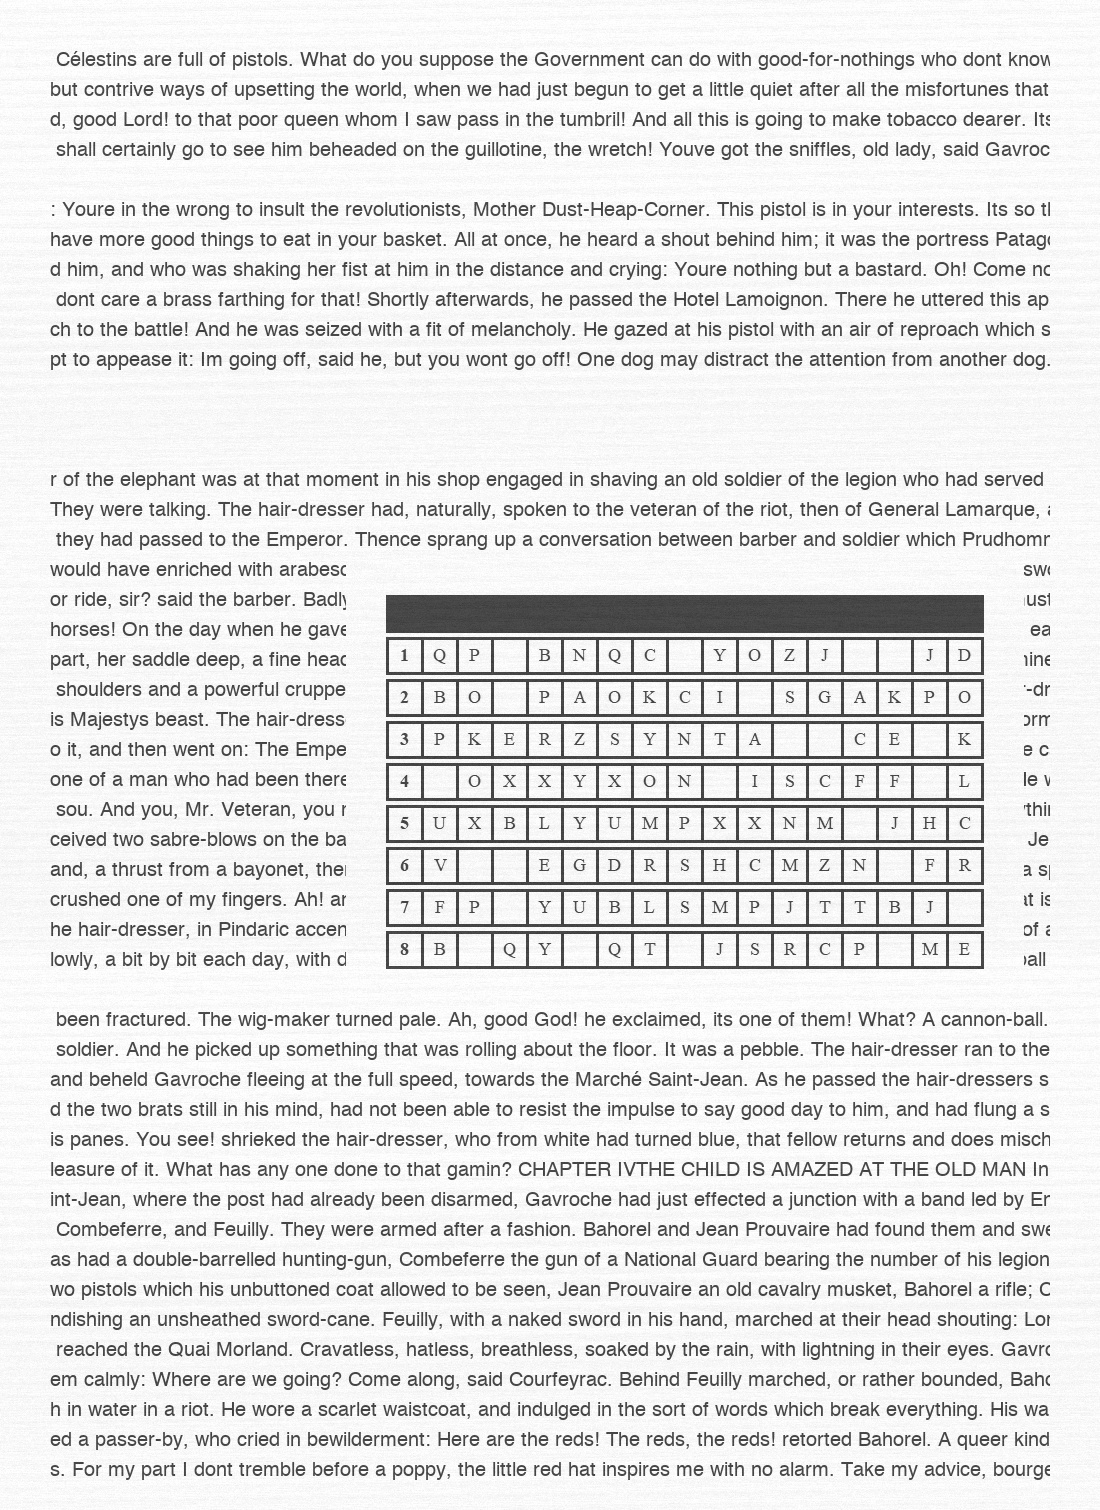 Célestins are full of pistols. What do you suppose the Government can do with good-for-nothings who dont know
but contrive ways of upsetting the world, when we had just begun to get a little quiet after all the misfortunes that
d, good Lord! to that poor queen whom I saw pass in the tumbril! And all this is going to make tobacco dearer. Its
shall certainly go to see him beheaded on the guillotine, the wretch! Youve got the sniffles, old lady, said Gavroc
: Youre in the wrong to insult the revolutionists, Mother Dust-Heap-Corner. This pistol is in your interests. Its so tl
have more good things to eat in your basket. All at once, he heard a shout behind him; it was the portress Patago
d him, and who was shaking her fist at him in the distance and crying: Youre nothing but a bastard. Oh! Come no
dont care a brass farthing for that! Shortly afterwards, he passed the Hotel Lamoignon. There he uttered this ap
ch to the battle! And he was seized with a fit of melancholy. He gazed at his pistol with an air of reproach which s
pt to appease it: Im going off, said he, but you wont go off! One dog may distract the attention from another dog.
r of the elephant was at that moment in his shop engaged in shaving an old soldier of the legion who had served
They were talking. The hair-dresser had, naturally, spoken to the veteran of the riot, then of General Lamarque, a
they had passed to the Emperor. Thence sprang up a conversation between barber and soldier which Prudhomm
would have enriched with arabesc swo
or ride, sir? said the barber. Badly ust
horses! On the day when he gave ea
part, her saddle deep, a fine head ine
shoulders and a powerful cruppe r-dr
is Majestys beast. The hair-dress orm
o it, and then went on: The Empe e c
one of a man who had been there le w
sou. And you, Mr. Veteran, you r thin
ceived two sabre-blows on the ba Je
and, a thrust from a bayonet, ther a sp
crushed one of my fingers. Ah! ar at is
he hair-dresser, in Pindaric accen of a
lowly, a bit by bit each day, with d ball
1 Q P B N Q C Y O Z J J D
2 B O P A O K C I S G A K P O
3 P K E R Z S Y N T A C E K
4 O X X Y X O N I S C F F L
5 U X B L Y U M P X X N M J H C
6 V E G D R S H C M Z N F R
7 F P Y U B L S M P J T T B J
8 B Q Y Q T J S R C P M E
been fractured. The wig-maker turned pale. Ah, good God! he exclaimed, its one of them! What? A cannon-ball.
soldier. And he picked up something that was rolling about the floor. It was a pebble. The hair-dresser ran to the
and beheld Gavroche fleeing at the full speed, towards the Marché Saint-Jean. As he passed the hair-dressers s
d the two brats still in his mind, had not been able to resist the impulse to say good day to him, and had flung a s
is panes. You see! shrieked the hair-dresser, who from white had turned blue, that fellow returns and does misch
leasure of it. What has any one done to that gamin? CHAPTER IVTHE CHILD IS AMAZED AT THE OLD MAN In
int-Jean, where the post had already been disarmed, Gavroche had just effected a junction with a band led by Er
Combeferre, and Feuilly. They were armed after a fashion. Bahorel and Jean Prouvaire had found them and swe
as had a double-barrelled hunting-gun, Combeferre the gun of a National Guard bearing the number of his legion
wo pistols which his unbuttoned coat allowed to be seen, Jean Prouvaire an old cavalry musket, Bahorel a rifle; C
ndishing an unsheathed sword-cane. Feuilly, with a naked sword in his hand, marched at their head shouting: Lor
reached the Quai Morland. Cravatless, hatless, breathless, soaked by the rain, with lightning in their eyes. Gavro
em calmly: Where are we going? Come along, said Courfeyrac. Behind Feuilly marched, or rather bounded, Baho
h in water in a riot. He wore a scarlet waistcoat, and indulged in the sort of words which break everything. His wa
ed a passer-by, who cried in bewilderment: Here are the reds! The reds, the reds! retorted Bahorel. A queer kind
s. For my part I dont tremble before a poppy, the little red hat inspires me with no alarm. Take my advice, bourge